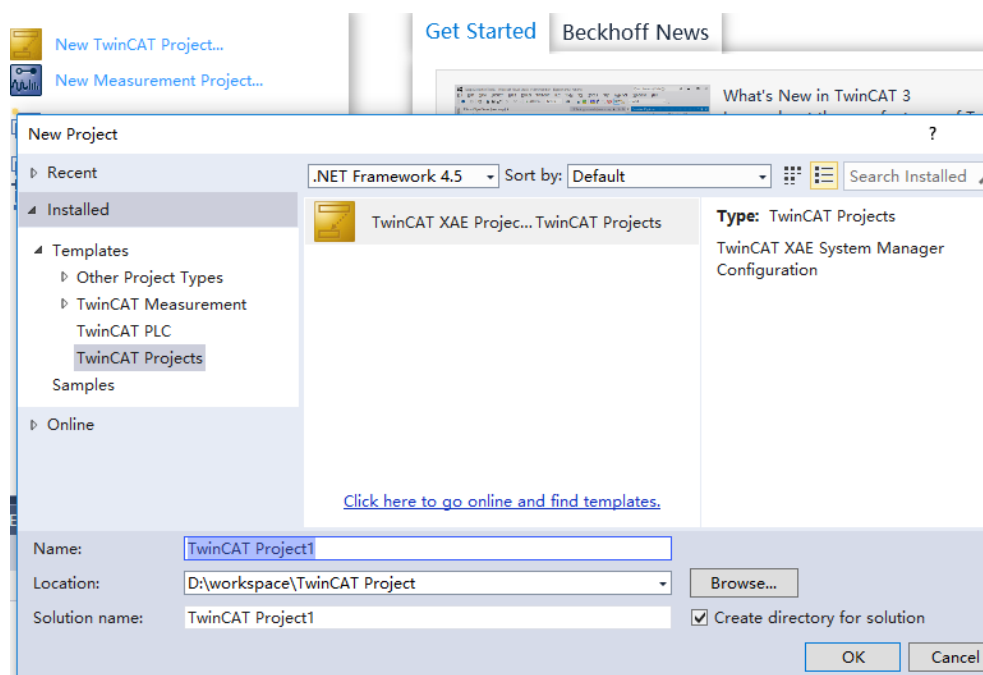 Get Started Beckhoff News
New TwinCAT Project...
New Measurement Project...
What's New in TwinCAT 3
New Project ?
Recent .NET Framework 4.5 Sort by: Default Search Installed
Installed
TwinCAT XAE Projec... TwinCAT Projects Type: TwinCAT Projects
Templates TwinCAT XAE System Manager
Other Project Types Configuration
TwinCAT Measurement
TwinCAT PLC
TwinCAT Projects
Samples
Online
Click here to go online and find templates.
Name: TwinCAT Project1
Location: D:\workspace\TwinCAT Project Browse...
Solution name: TwinCAT Project1 Create directory for solution
OK Cancel